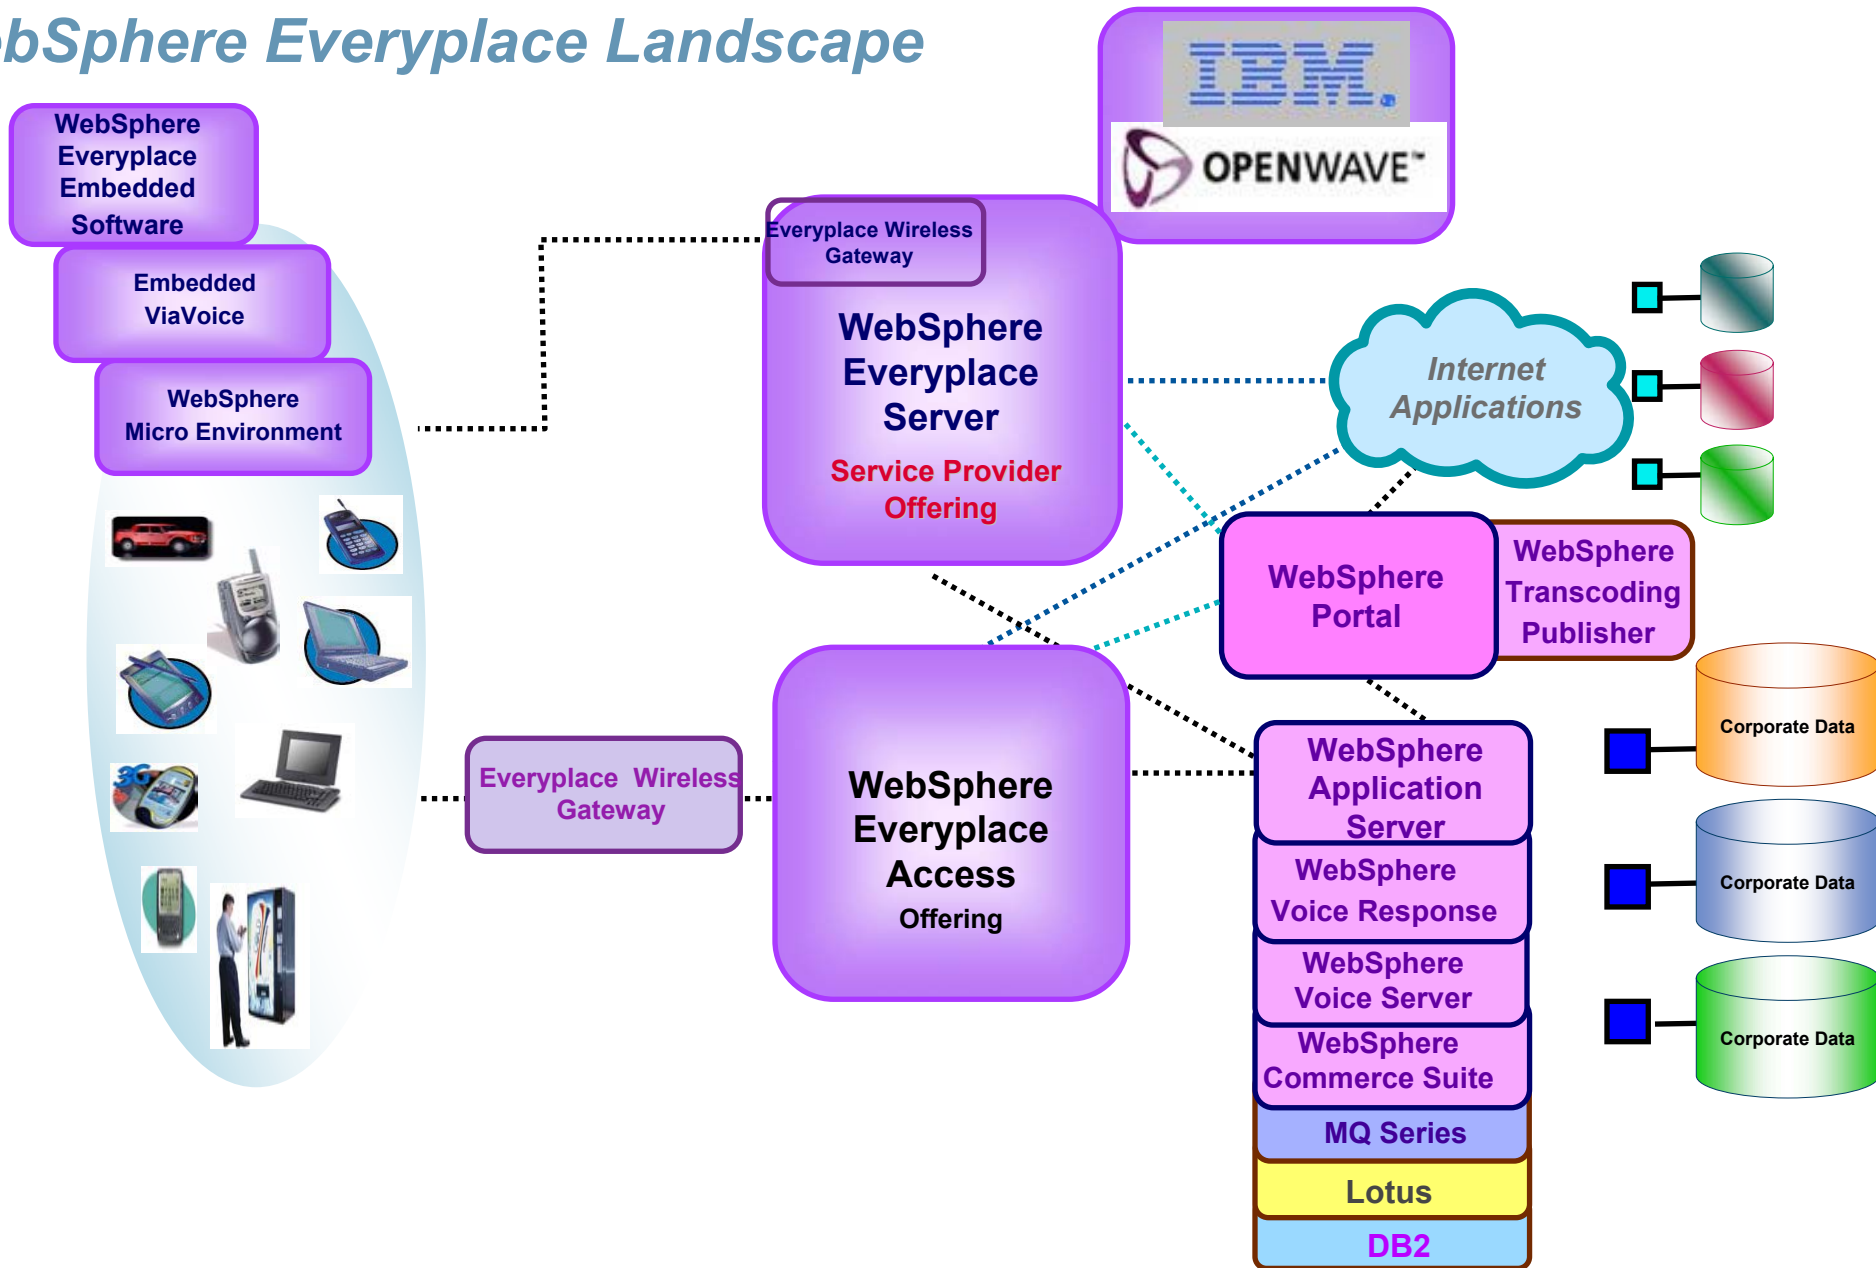 ebSphere Everyplace Landscape
IBM.
OPENWAVE™
WebSphere
Everyplace
Embedded
Software
Embedded
ViaVoice
WebSphere
Micro Environment
Everyplace Wireless
Gateway
WebSphere
Everyplace
Server
Service Provider
Offering
Internet
Applications
WebSphere
Portal
WebSphere
Transcoding
Publisher
3G
Everyplace Wireless
Gateway
WebSphere
Everyplace
Access
Offering
WebSphere
Application
Server
WebSphere
Voice Response
WebSphere
Voice Server
WebSphere
Commerce Suite
MQ Series
Lotus
DB2
Corporate Data
Corporate Data
Corporate Data